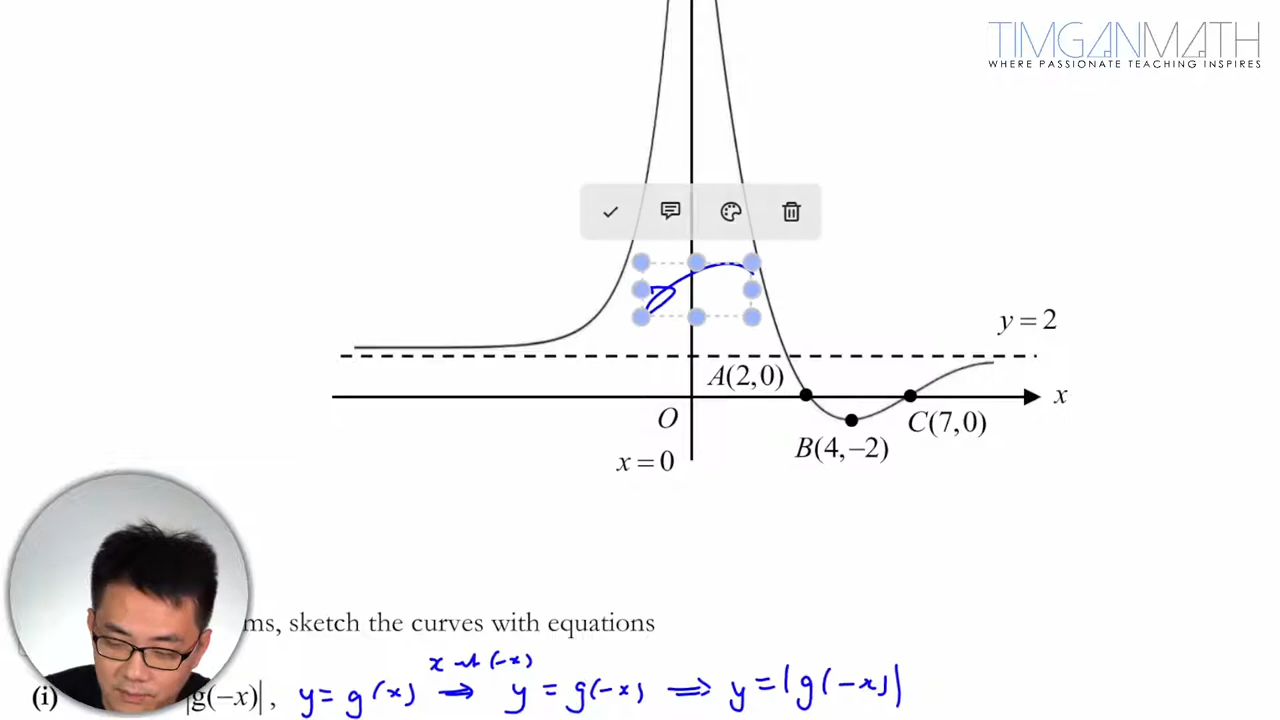 TIMGANMATH
WHERE PASSIONATE TEACHING INSPIRES
y = 2
A(2,0)
x
O
C(7,0)
B(4,−2)
x = 0
ms, sketch the curves with equations
x → (−x)
(i) |g(−x)|, y = g(x) ⇒ y = g(−x) ⇒ y = |g(−x)|